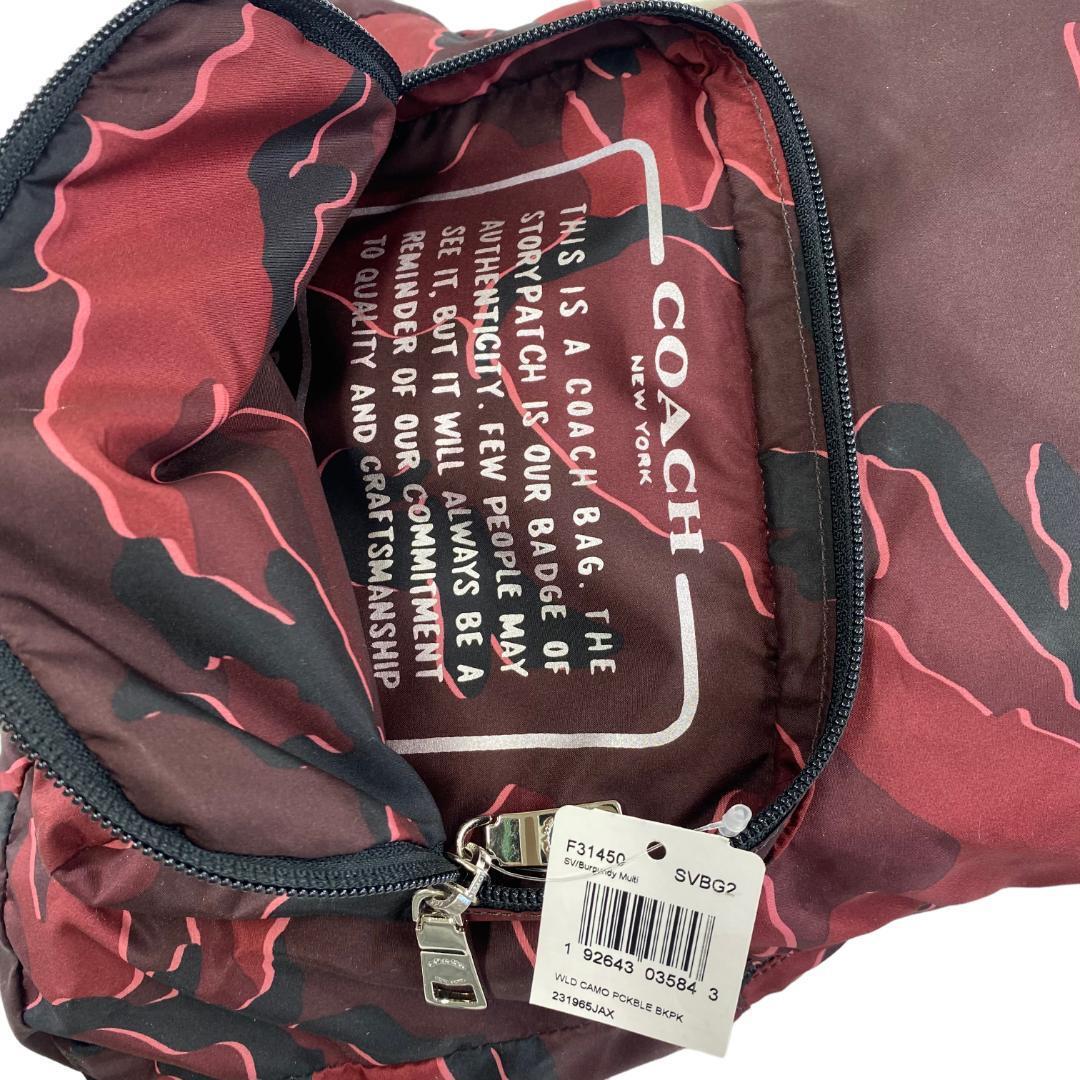 COACH
NEW YORK
THIS IS A COACH BAG. THE
STORYPATCH IS OUR BADGE OF
AUTHENTICITY. FEW PEOPLE MAY
SEE IT, BUT IT WILL ALWAYS BE A
REMINDER OF OUR COMMITMENT
TO QUALITY AND CRAFTSMANSHIP
F31450 SVBG2
SV/Burgundy Multi
1 92643 03584 3
WLD CAMO PCKBLE BKPK
231965JAX